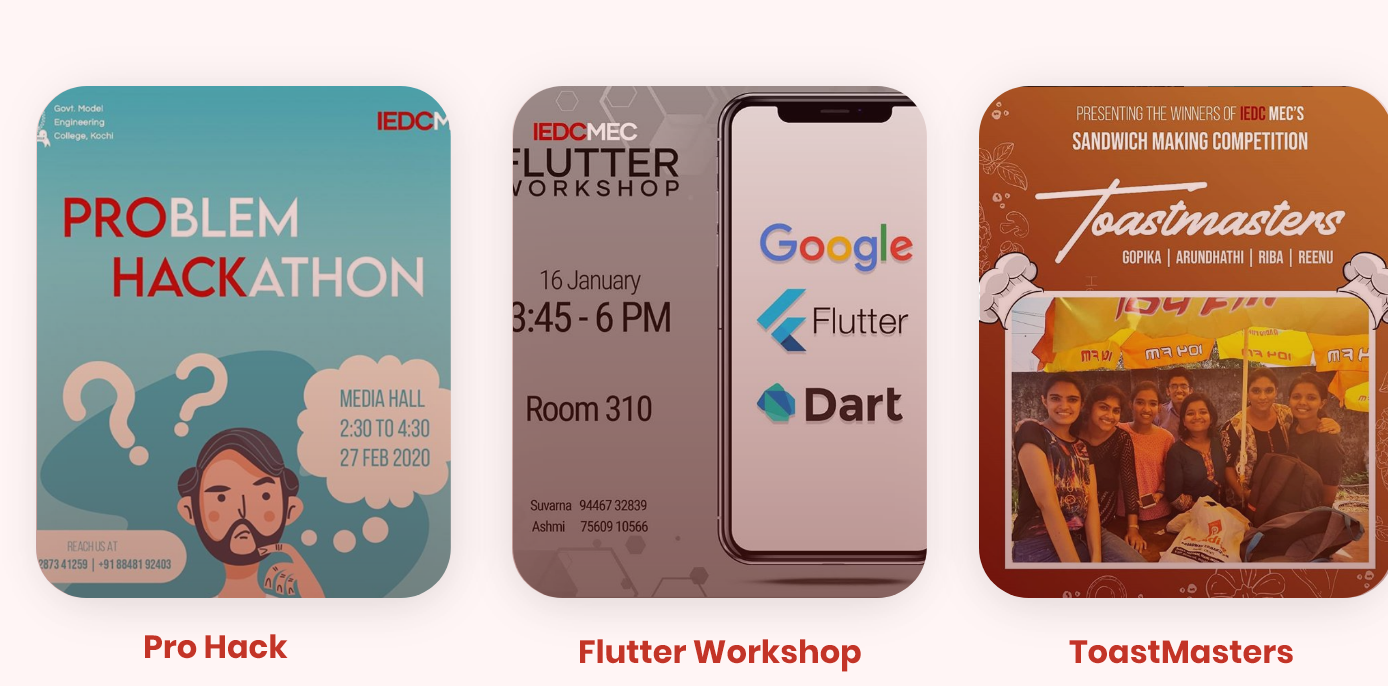 Govt. Model
Engineering
College, Kochi
IEDCM
PROBLEM
HACKATHON
MEDIA HALL
2:30 TO 4:30
27 FEB 2020
REACH US AT
2873 41259 | +91 88481 92403
Pro Hack
IEDCMEC
FLUTTER
WORKSHOP
16 January
3:45 - 6 PM
Room 310
Suvarna 94467 32839
Ashmi 75609 10566
Google
Flutter
Dart
Flutter Workshop
PRESENTING THE WINNERS OF IEDC MEC'S
SANDWICH MAKING COMPETITION
Toastmasters
GOPIKA | ARUNDHATHI | RIBA | REENU
ToastMasters